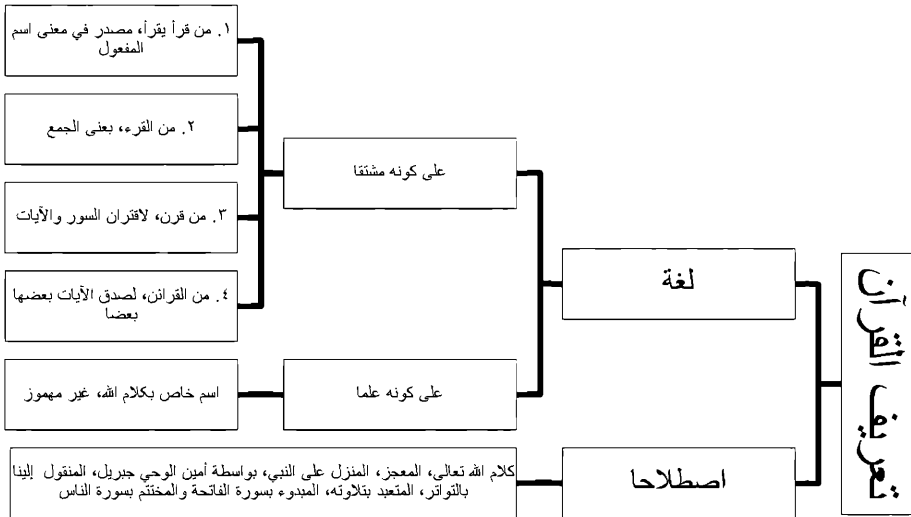 تعريف القرآن
لغة
على كونه مشتقا
١. من قرأ يقرأ، مصدر في معنى اسم
المفعول
٢. من القرء، بعنى الجمع
٣. من قرن، لاقتران السور والآيات
٤. من القرائن، لصدق الآيات بعضها
بعضا
على كونه علما
اسم خاص بكلام الله، غير مهموز
اصطلاحا
كلام الله تعالى، المعجز، المنزل على النبي، بواسطة أمين الوحي جبريل، المنقول إلينا
بالتواتر، المتعبد بتلاوته، المبدوء بسورة الفاتحة والمختتم بسورة الناس